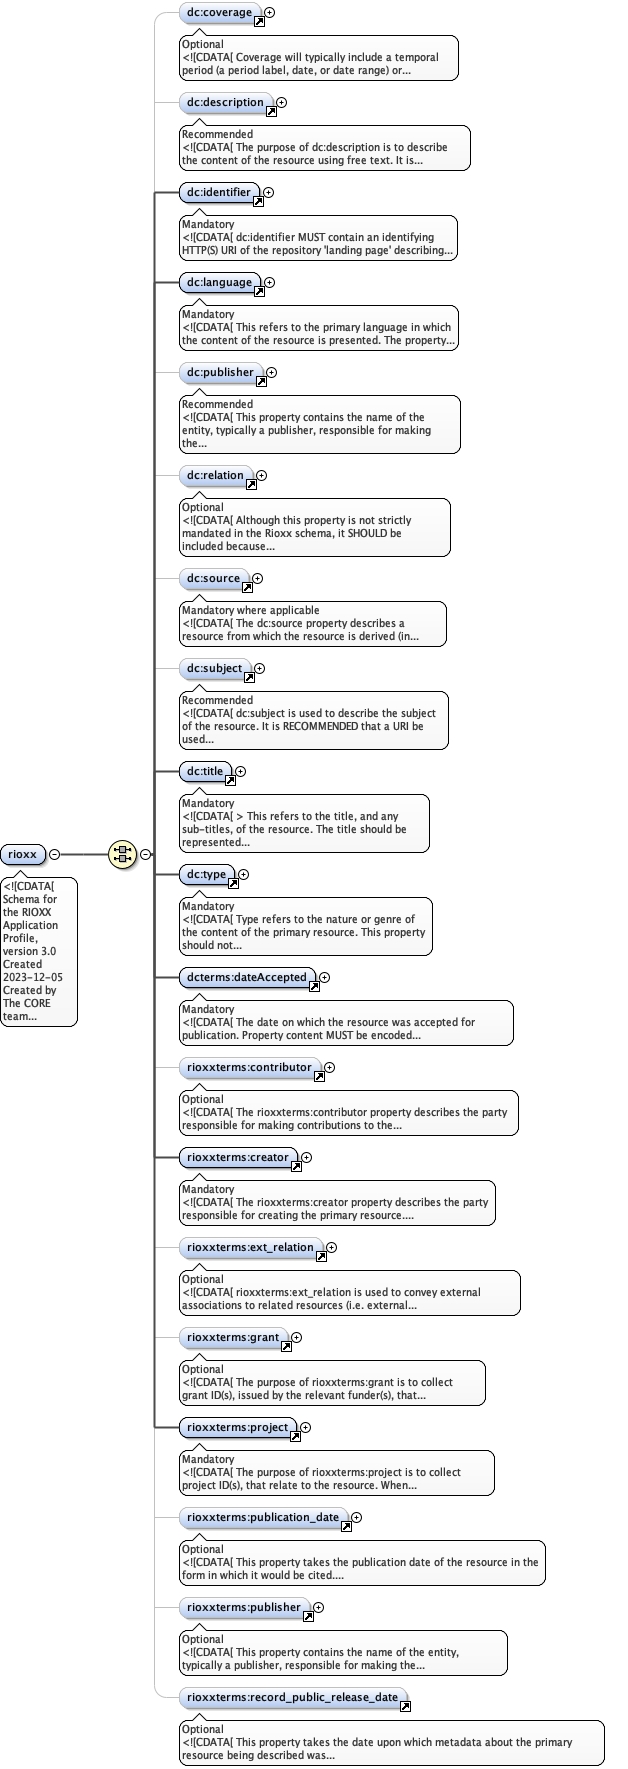 dc:coverage
Optional
<![CDATA[ Coverage will typically include a temporal
period (a period label, date, or date range) or...
dc:description
Recommended
<![CDATA[ The purpose of dc:description is to describe
the content of the resource using free text. It is...
dc:identifier
Mandatory
<![CDATA[ dc:identifier MUST contain an identifying
HTTP(S) URI of the repository 'landing page' describing...
dc:language
Mandatory
<![CDATA[ This refers to the primary language in which
the content of the resource is presented. The property...
dc:publisher
Recommended
<![CDATA[ This property contains the name of the
entity, typically a publisher, responsible for making
the...
dc:relation
Optional
<![CDATA[ Although this property is not strictly
mandated in the Rioxx schema, it SHOULD be
included because...
dc:source
Mandatory where applicable
<![CDATA[ The dc:source property describes a
resource from which the resource is derived (in...
dc:subject
Recommended
<![CDATA[ dc:subject is used to describe the subject
of the resource. It is RECOMMENDED that a URI be
used...
dc:title
Mandatory
<![CDATA[ > This refers to the title, and any
sub-titles, of the resource. The title should be
represented...
rioxx
<![CDATA[
Schema for
the RIOXX
Application
Profile,
version 3.0
Created
2023-12-05
Created by
The CORE
team...
dc:type
Mandatory
<![CDATA[ Type refers to the nature or genre of
the content of the primary resource. This property
should not...
dcterms:dateAccepted
Mandatory
<![CDATA[ The date on which the resource was accepted for
publication. Property content MUST be encoded...
rioxxterms:contributor
Optional
<![CDATA[ The rioxxterms:contributor property describes the party
responsible for making contributions to the...
rioxxterms:creator
Mandatory
<![CDATA[ The rioxxterms:creator property describes the party
responsible for creating the primary resource....
rioxxterms:ext_relation
Optional
<![CDATA[ rioxxterms:ext_relation is used to convey external
associations to related resources (i.e. external...
rioxxterms:grant
Optional
<![CDATA[ The purpose of rioxxterms:grant is to collect
grant ID(s), issued by the relevant funder(s), that...
rioxxterms:project
Mandatory
<![CDATA[ The purpose of rioxxterms:project is to collect
project ID(s), that relate to the resource. When...
rioxxterms:publication_date
Optional
<![CDATA[ This property takes the publication date of the resource in the
form in which it would be cited....
rioxxterms:publisher
Optional
<![CDATA[ This property contains the name of the entity,
typically a publisher, responsible for making the...
rioxxterms:record_public_release_date
Optional
<![CDATA[ This property takes the date upon which metadata about the primary
resource being described was...